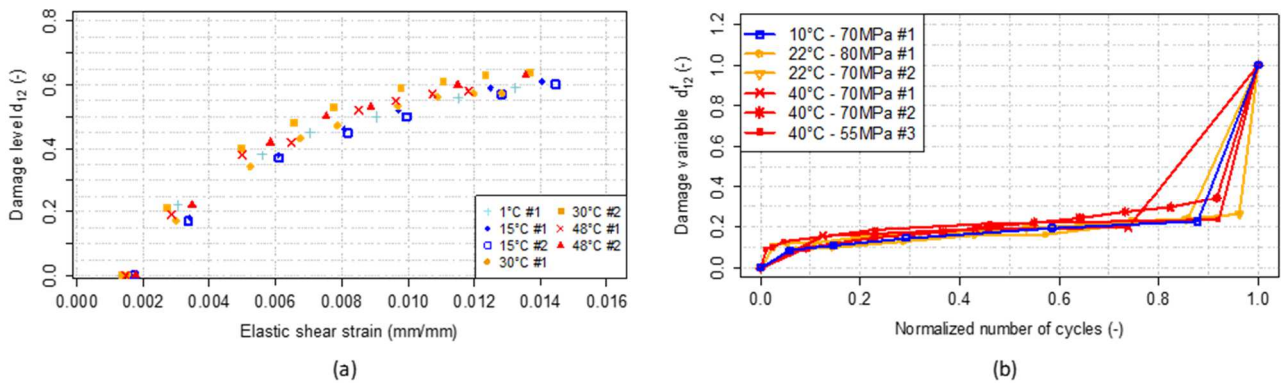 Damage level d12 (-)
0.8
0.6
0.4
0.2
0.0
0.000 0.002 0.004 0.006 0.008 0.010 0.012 0.014 0.016
Elastic shear strain (mm/mm)
1°C #1
15°C #1
15°C #2
30°C #1
30°C #2
48°C #1
48°C #2
(a)
Damage variable d12^f (-)
1.0
0.8
0.6
0.4
0.2
0.0
10°C - 70MPa #1
22°C - 80MPa #1
22°C - 70MPa #2
40°C - 70MPa #1
40°C - 70MPa #2
40°C - 55MPa #3
0.0 0.2 0.4 0.6 0.8 1.0
Normalized number of cycles (-)
(b)